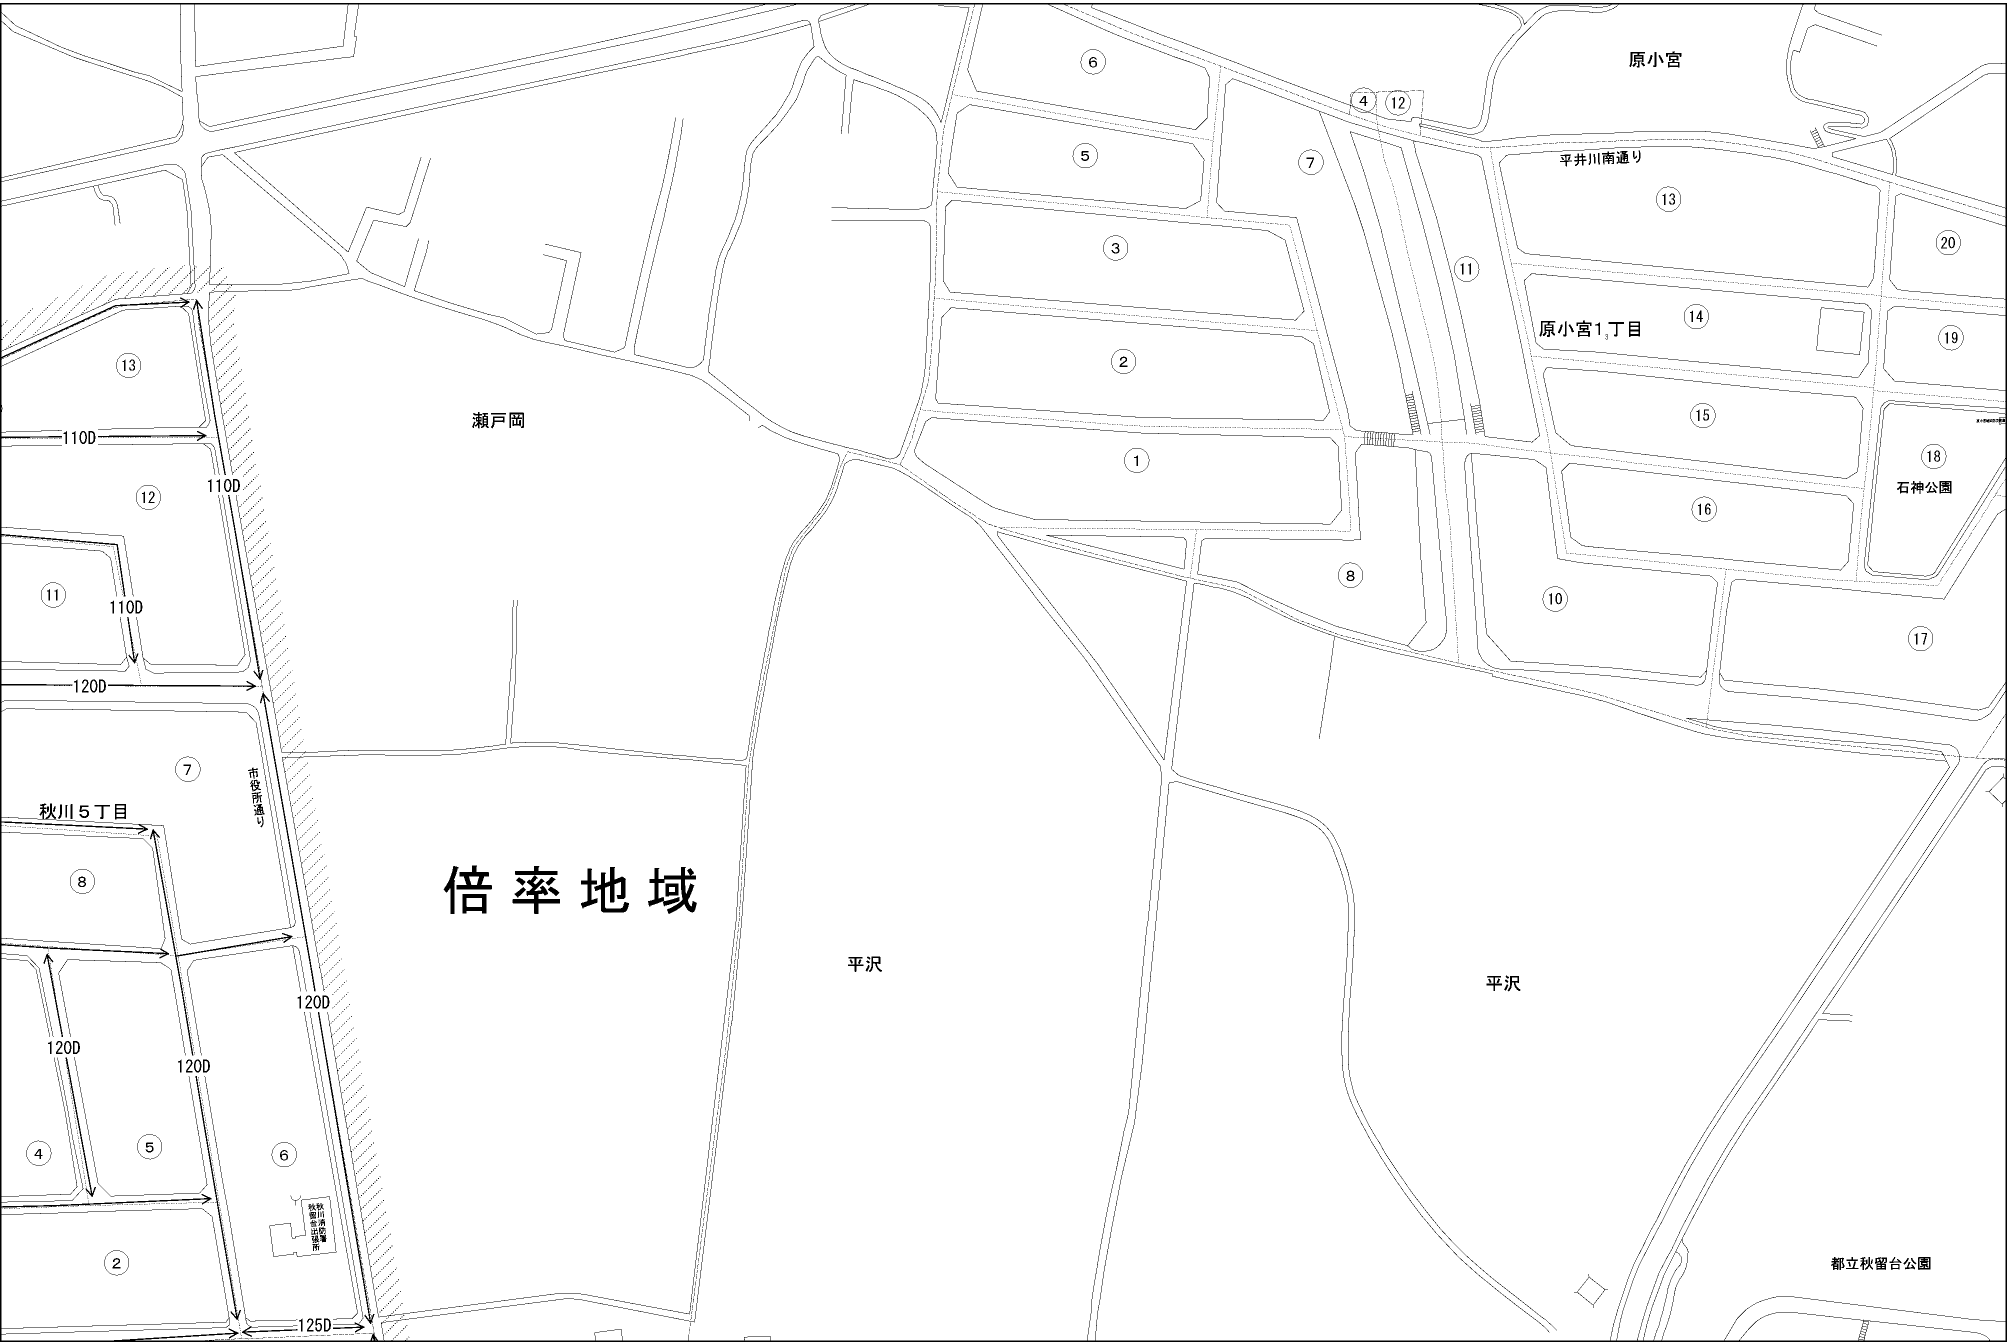 ⑥
原小宮
④
⑫
⑤
⑦
平井川南通り
⑬
③
⑳
⑪
⑭
原小宮1丁目
⑲
⑬
②
⑮
瀬戸岡
110D
①
⑱
110D
石神公園
⑫
⑯
⑧
⑪
⑩
110D
⑰
120D
⑦
市役所通り
秋川5丁目
⑧
倍率地域
平沢
平沢
120D
120D
120D
⑤
④
⑥
秋川消防署
秋留台出張所
②
都立秋留台公園
125D